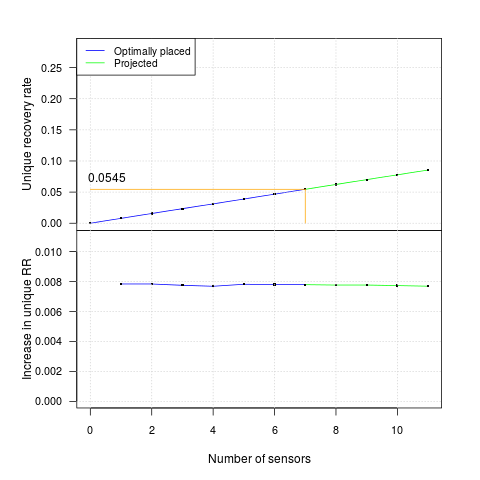 Optimally placed
Projected
Unique recovery rate
0.25
0.20
0.15
0.10
0.05
0.00
0.0545
Increase in unique RR
0.010
0.008
0.006
0.004
0.002
0.000
0 2 4 6 8 10
Number of sensors